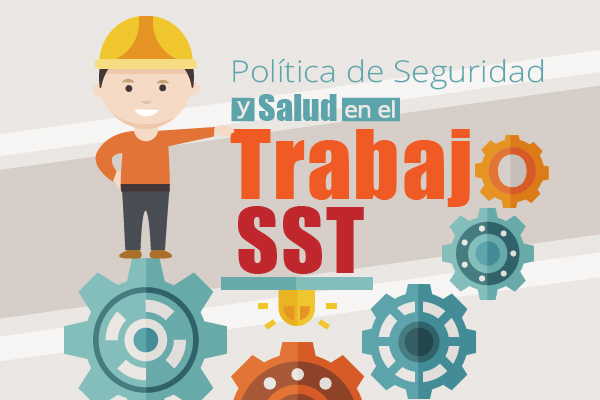 Política de Seguridad
y Salud en el
Trabajo
SST